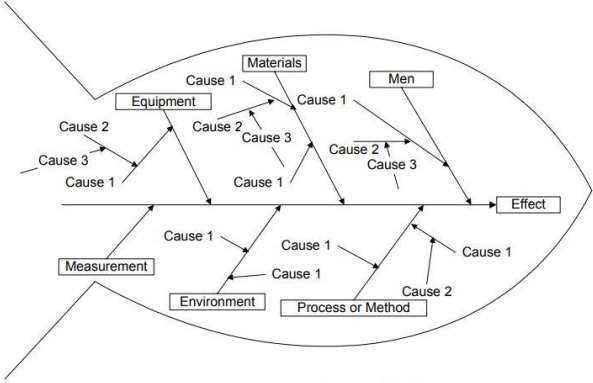 Materials
Men
Cause 1
Equipment
Cause 1
Cause 2
Cause 2
Cause 3
Cause 2
Cause 3
Cause 3
Cause 1
Cause 1
Effect
Cause 1
Cause 1
Cause 1
Measurement
Cause 1
Cause 2
Environment
Process or Method